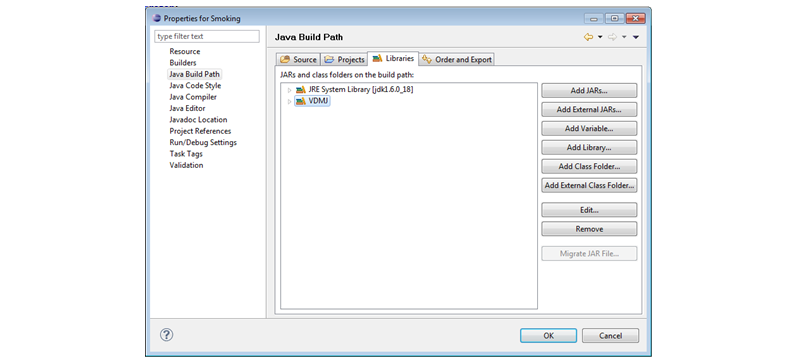 Properties for Smoking
type filter text
Java Build Path
Resource
Builders
Java Build Path
Java Code Style
Java Compiler
Java Editor
Javadoc Location
Project References
Run/Debug Settings
Task Tags
Validation
Source
Projects
Libraries
Order and Export
JARs and class folders on the build path:
JRE System Library [jdk1.6.0_18]
VDMJ
Add JARs...
Add External JARs...
Add Variable...
Add Library...
Add Class Folder...
Add External Class Folder...
Edit...
Remove
Migrate JAR File...
?
OK
Cancel